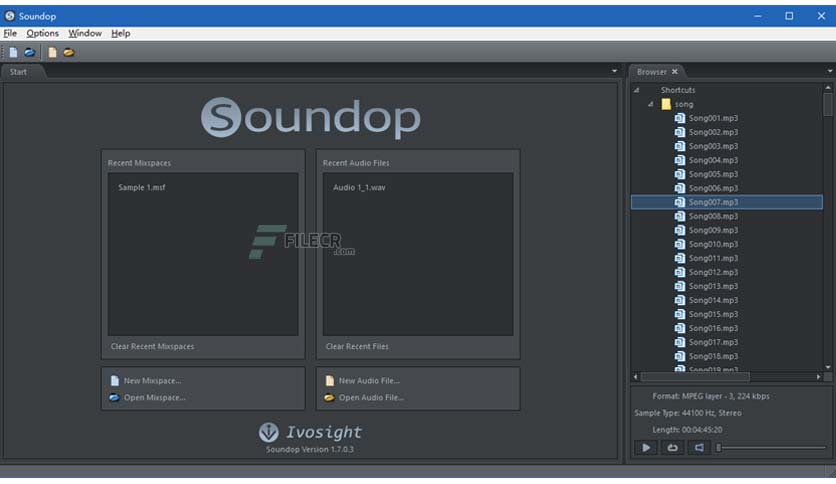 Soundop
File Options Window Help
Start
Browser
Soundop
Recent Mixspaces
Sample 1.msf
Clear Recent Mixspaces
Recent Audio Files
Audio 1_1.wav
Clear Recent Files
FILECR
.com
New Mixspace...
Open Mixspace...
New Audio File...
Open Audio File...
Ivosight
Soundop Version 1.7.0.3
Shortcuts
song
Song001.mp3
Song002.mp3
Song003.mp3
Song004.mp3
Song005.mp3
Song006.mp3
Song007.mp3
Song008.mp3
Song009.mp3
Song010.mp3
Song011.mp3
Song012.mp3
Song013.mp3
Song014.mp3
Song015.mp3
Song016.mp3
Song017.mp3
Song018.mp3
Song019.mp3
Format: MPEG layer - 3, 224 kbps
Sample Type: 44100 Hz, Stereo
Length: 00:04:45:20